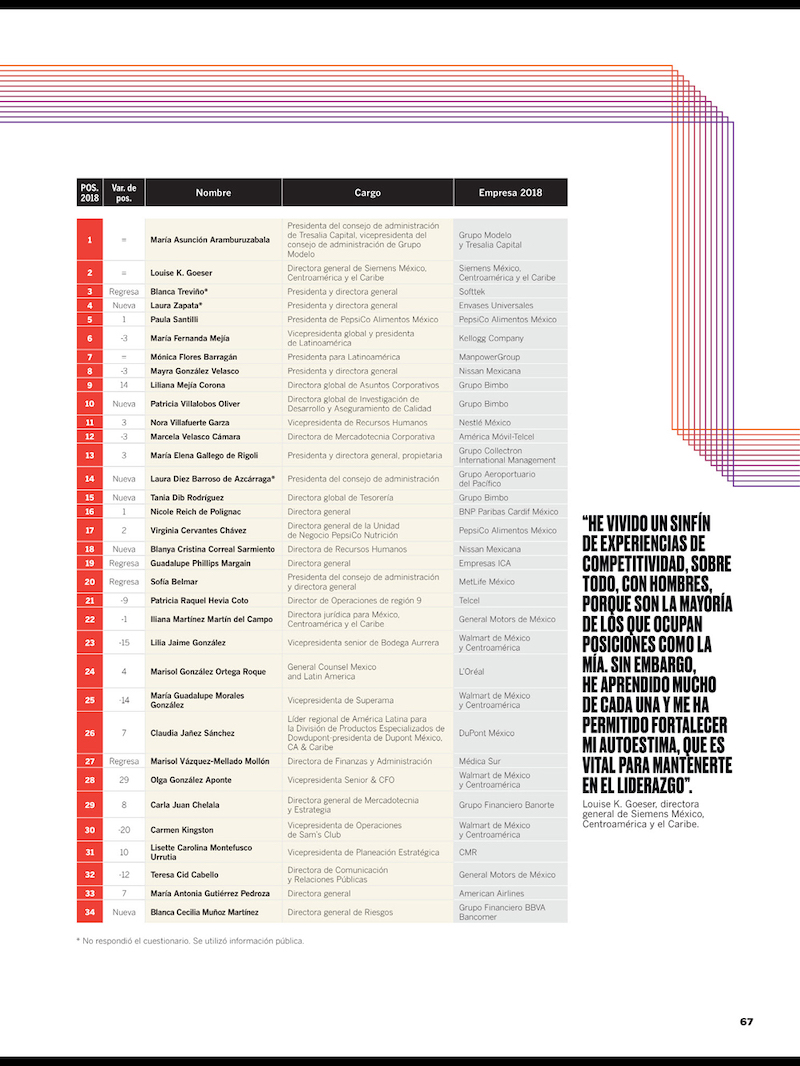 POS. 2018 Var. de pos. Nombre Cargo Empresa 2018
1 = María Asunción Aramburuzabala Presidenta del consejo de administración de Tresalia Capital, vicepresidenta del consejo de administración de Grupo Modelo Grupo Modelo y Tresalia Capital
2 = Louise K. Goeser Directora general de Siemens México, Centroamérica y el Caribe Siemens México, Centroamérica y el Caribe
3 Regresa Blanca Treviño* Presidenta y directora general Softtek
4 Nueva Laura Zapata* Presidenta y directora general Envases Universales
5 1 Paula Santilli Presidenta de PepsiCo Alimentos México PepsiCo Alimentos México
6 -3 María Fernanda Mejía Vicepresidenta global y presidenta de Latinoamérica Kellogg Company
7 = Mónica Flores Barragán Presidenta para Latinoamérica ManpowerGroup
8 -3 Mayra González Velasco Presidenta y directora general Nissan Mexicana
9 14 Liliana Mejía Corona Directora global de Asuntos Corporativos Grupo Bimbo
10 Nueva Patricia Villalobos Oliver Directora global de Investigación de Desarrollo y Aseguramiento de Calidad Grupo Bimbo
11 3 Nora Villafuerte Garza Vicepresidenta de Recursos Humanos Nestlé México
12 -3 Marcela Velasco Cámara Directora de Mercadotecnia Corporativa América Móvil-Telcel
13 3 María Elena Gallego de Rigoli Presidenta y directora general, propietaria Grupo Collectron International Management
14 Nueva Laura Diez Barroso de Azcárraga* Presidenta del consejo de administración Grupo Aeroportuario del Pacífico
15 Nueva Tania Dib Rodríguez Directora global de Tesorería Grupo Bimbo
16 1 Nicole Reich de Polignac Directora general BNP Paribas Cardif México
17 2 Virginia Cervantes Chávez Directora general de la Unidad de Negocio PepsiCo Nutrición PepsiCo Alimentos México
18 Nueva Blanya Cristina Correal Sarmiento Directora de Recursos Humanos Nissan Mexicana
19 Regresa Guadalupe Phillips Margain Directora general Empresas ICA
20 Regresa Sofía Belmar Presidenta del consejo de administración y directora general MetLife México
21 -9 Patricia Raquel Hevia Coto Director de Operaciones de región 9 Telcel
22 -1 Iliana Martínez Martín del Campo Directora jurídica para México, Centroamérica y el Caribe General Motors de México
23 -15 Lilia Jaime González Vicepresidenta senior de Bodega Aurrera Walmart de México y Centroamérica
24 4 Marisol González Ortega Roque General Counsel Mexico and Latin America L'Oréal
25 -14 María Guadalupe Morales González Vicepresidenta de Superama Walmart de México y Centroamérica
26 7 Claudia Jañez Sánchez Líder regional de América Latina para la División de Productos Especializados de Dowdupont-presidenta de Dupont México, CA & Caribe DuPont México
27 Regresa Marisol Vázquez-Mellado Mollón Directora de Finanzas y Administración Médica Sur
28 29 Olga González Aponte Vicepresidenta Senior & CFO Walmart de México y Centroamérica
29 8 Carla Juan Chelala Directora general de Mercadotecnia y Estrategia Grupo Financiero Banorte
30 -20 Carmen Kingston Vicepresidenta de Operaciones de Sam's Club Walmart de México y Centroamérica
31 10 Lisette Carolina Montefusco Urrutia Vicepresidenta de Planeación Estratégica CMR
32 -12 Teresa Cid Cabello Directora de Comunicación y Relaciones Públicas General Motors de México
33 7 María Antonia Gutiérrez Pedroza Directora general American Airlines
34 Nueva Blanca Cecilia Muñoz Martínez Directora general de Riesgos Grupo Financiero BBVA Bancomer
* No respondió el cuestionario. Se utilizó información pública.
“HE VIVIDO UN SINFÍN
DE EXPERIENCIAS DE
COMPETITIVIDAD, SOBRE
TODO, CON HOMBRES,
PORQUE SON LA MAYORÍA
DE LOS QUE OCUPAN
POSICIONES COMO LA
MÍA. SIN EMBARGO,
HE APRENDIDO MUCHO
DE CADA UNA Y ME HA
PERMITIDO FORTALECER
MI AUTOESTIMA, QUE ES
VITAL PARA MANTENERTE
EN EL LIDERAZGO”.
Louise K. Goeser, directora
general de Siemens México,
Centroamérica y el Caribe.
67